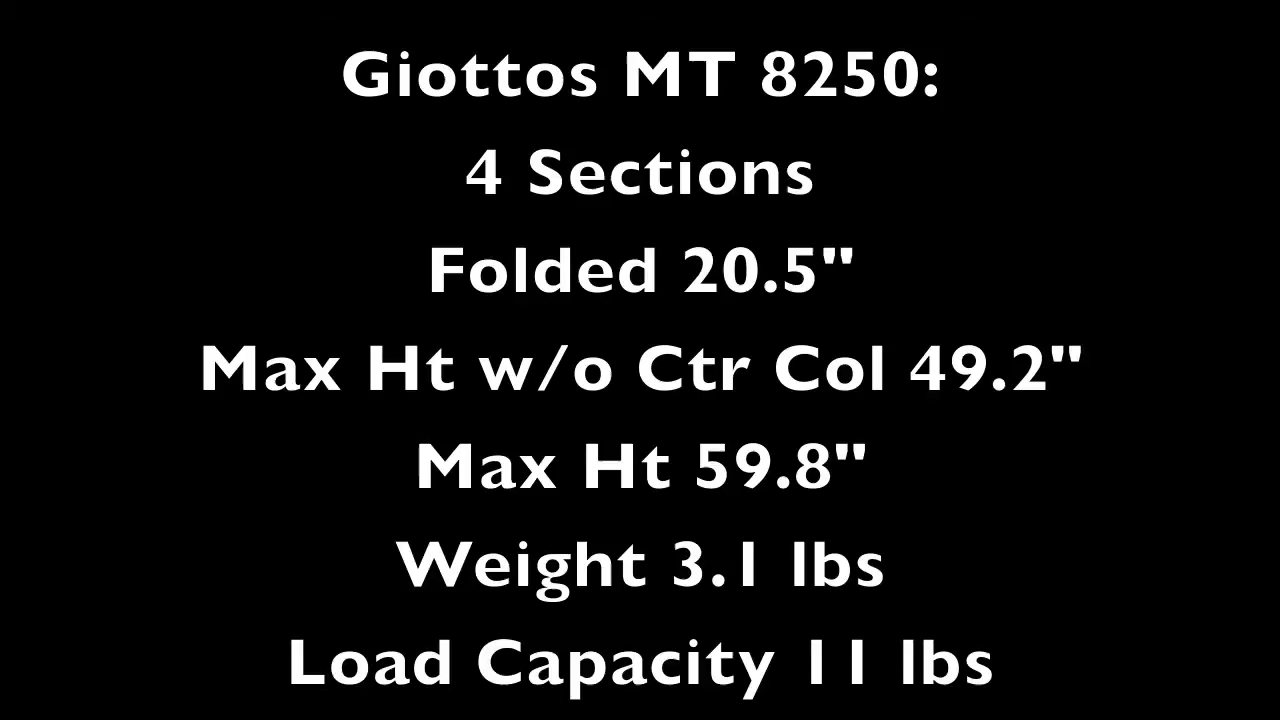 Giottos MT 8250:
4 Sections
Folded 20.5"
Max Ht w/o Ctr Col 49.2"
Max Ht 59.8"
Weight 3.1 lbs
Load Capacity 11 lbs